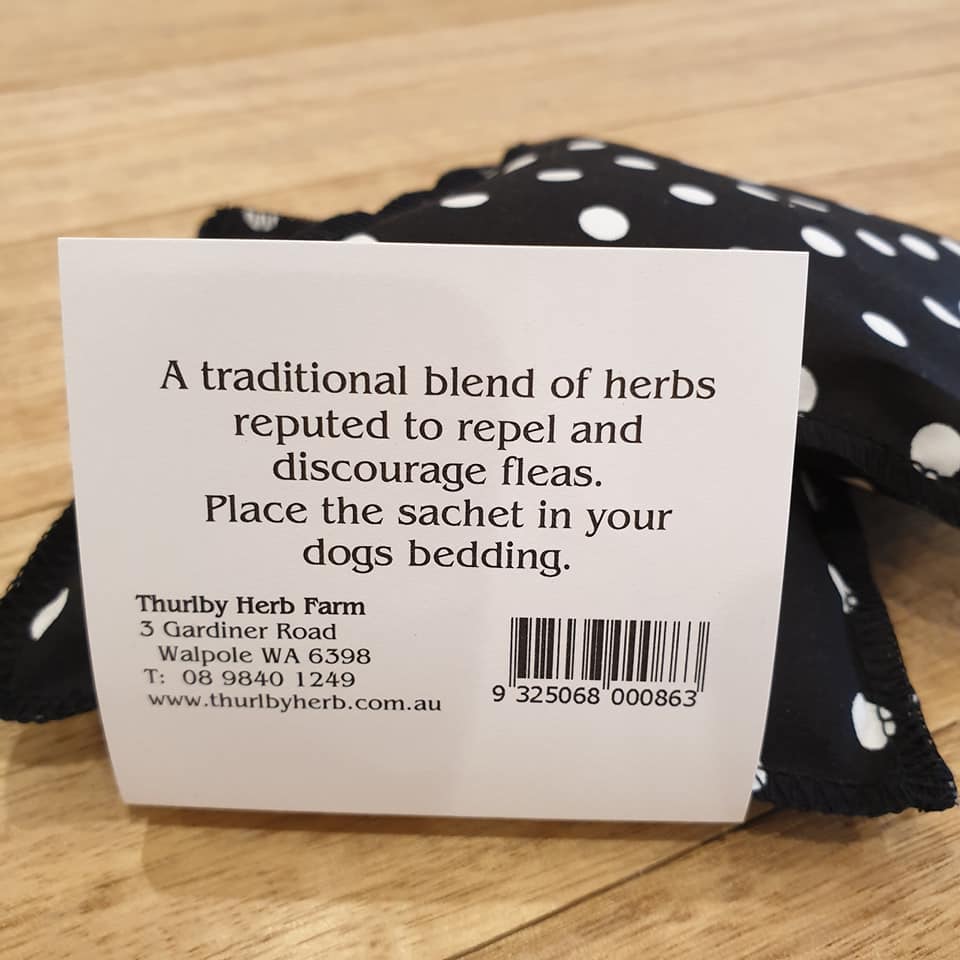 A traditional blend of herbs
reputed to repel and
discourage fleas.
Place the sachet in your
dogs bedding.
Thurlby Herb Farm
3 Gardiner Road
Walpole WA 6398
T: 08 9840 1249
www.thurlbyherb.com.au
9 325068 000863